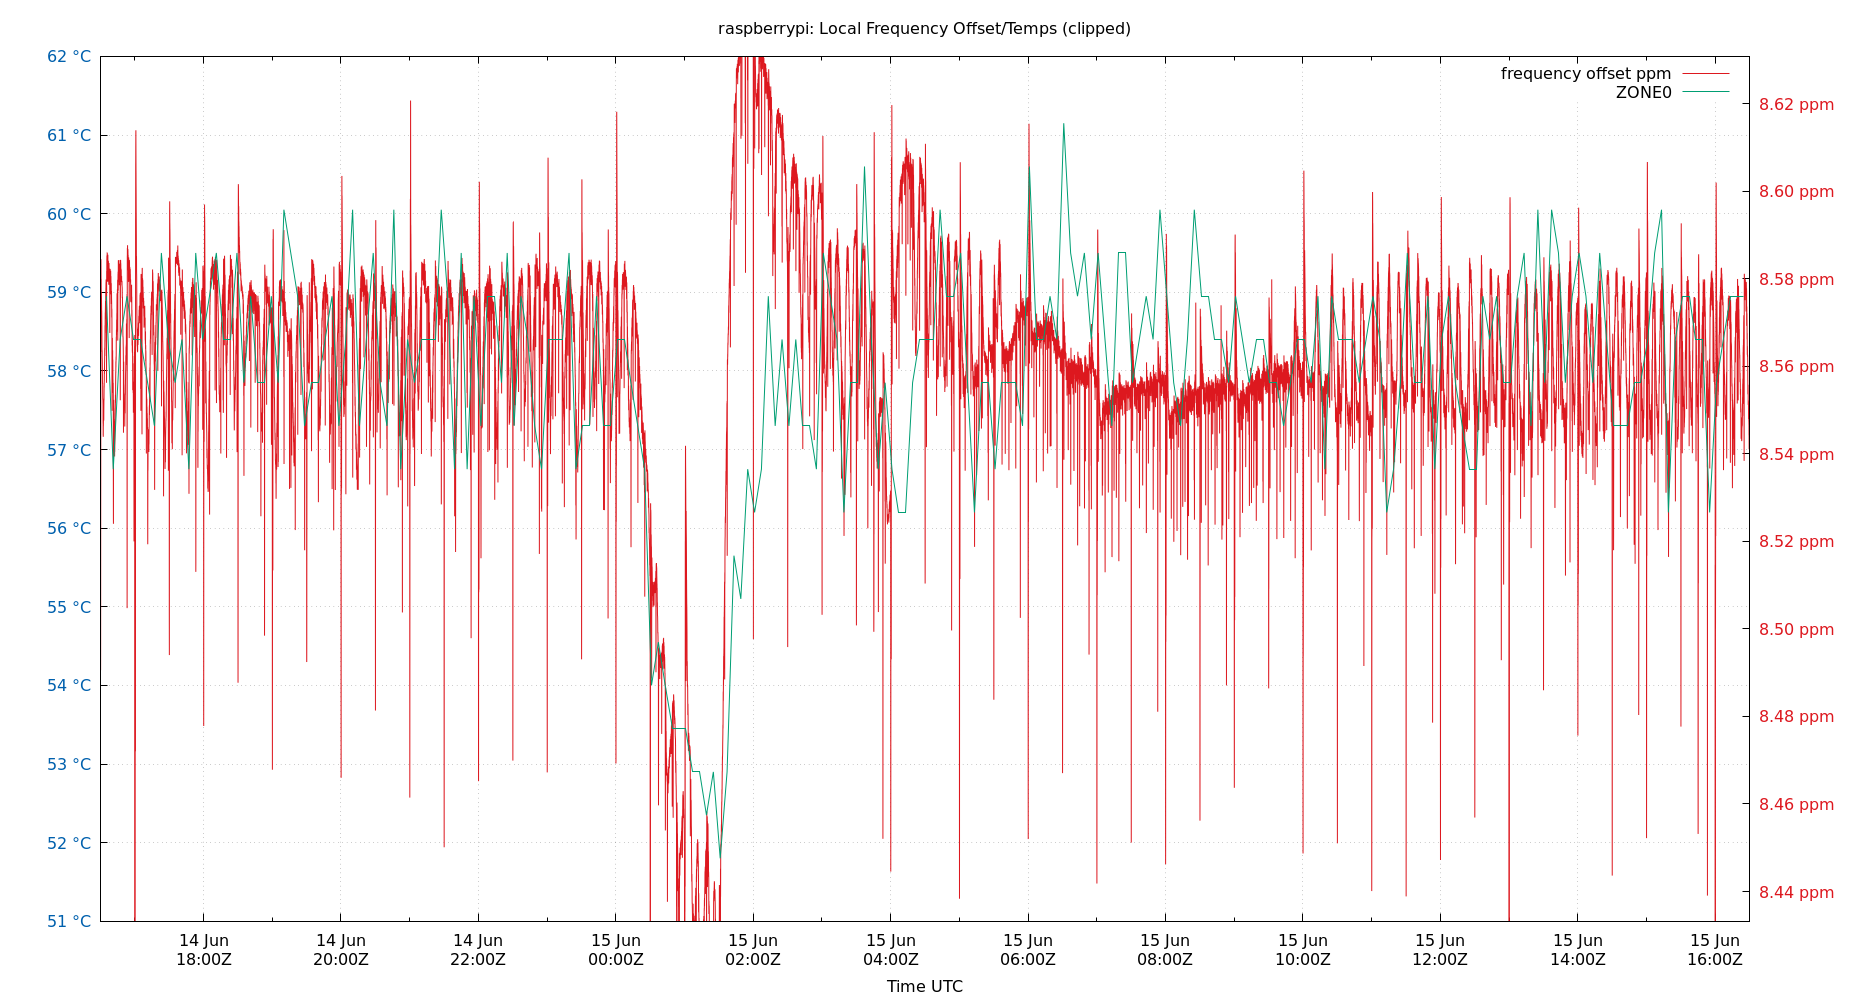 raspberrypi: Local Frequency Offset/Temps (clipped)
frequency offset ppm
ZONE0
62 °C
61 °C
60 °C
59 °C
58 °C
57 °C
56 °C
55 °C
54 °C
53 °C
52 °C
51 °C
8.62 ppm
8.60 ppm
8.58 ppm
8.56 ppm
8.54 ppm
8.52 ppm
8.50 ppm
8.48 ppm
8.46 ppm
8.44 ppm
14 Jun
18:00Z
14 Jun
20:00Z
14 Jun
22:00Z
15 Jun
00:00Z
15 Jun
02:00Z
15 Jun
04:00Z
15 Jun
06:00Z
15 Jun
08:00Z
15 Jun
10:00Z
15 Jun
12:00Z
15 Jun
14:00Z
15 Jun
16:00Z
Time UTC